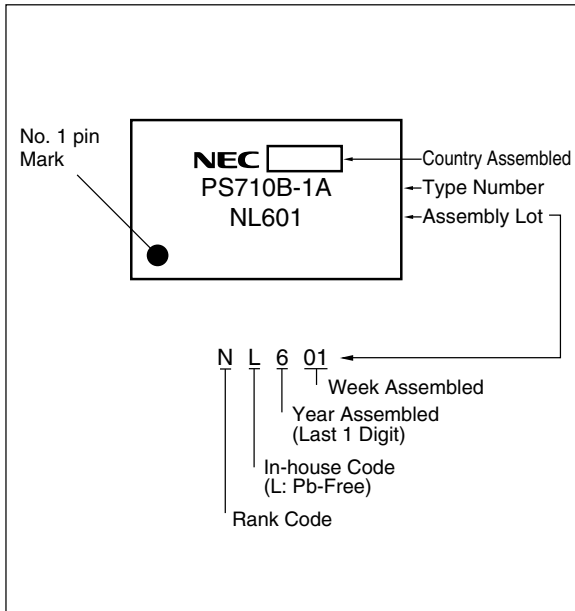 No. 1 pin
Mark
NEC
Country Assembled
PS710B-1A
Type Number
NL601
Assembly Lot
N L 6 01
Week Assembled
Year Assembled
(Last 1 Digit)
In-house Code
(L: Pb-Free)
Rank Code